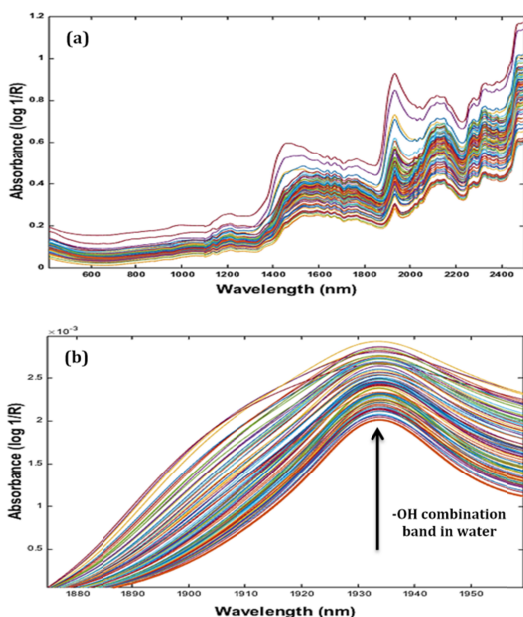 (a)
Absorbance (log 1/R)
1.2
1
0.8
0.6
0.4
0.2
0
600 800 1000 1200 1400 1600 1800 2000 2200 2400
Wavelength (nm)
(b)
× 10⁻³
Absorbance (log 1/R)
2.5
2
1.5
1
0.5
-OH combination
band in water
1880 1890 1900 1910 1920 1930 1940 1950
Wavelength (nm)